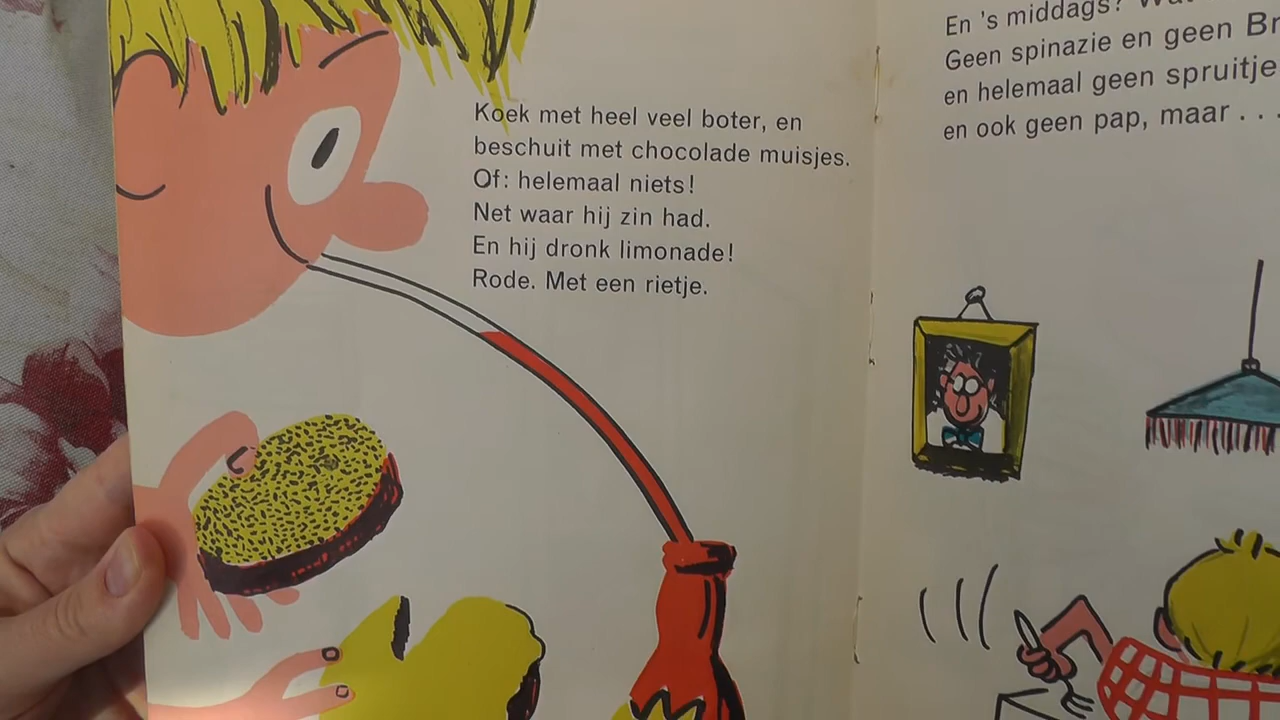 Koek met heel veel boter, en
beschuit met chocolade muisjes.
Of: helemaal niets!
Net waar hij zin had.
En hij dronk limonade!
Rode. Met een rietje.
En 's middags?
Geen spinazie en geen
en helemaal geen spruitje
en ook geen pap, maar . . .